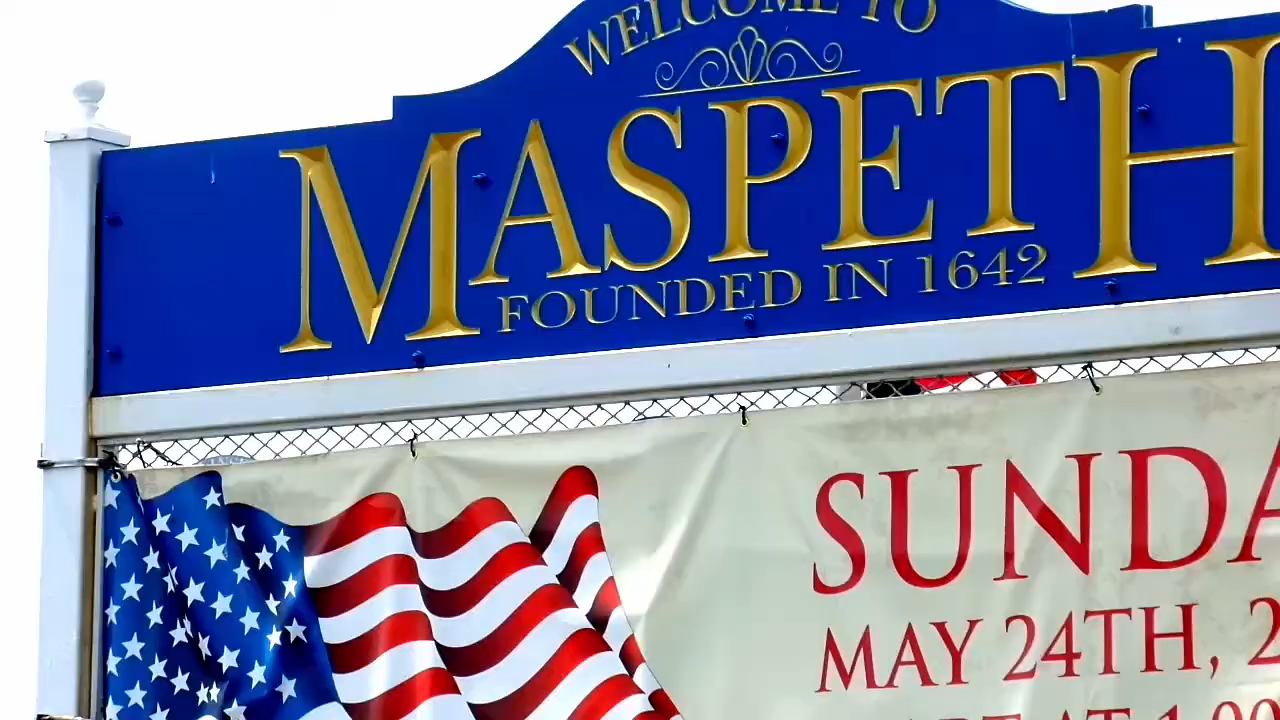 WELCOME TO
MASPETH
FOUNDED IN 1642
SUNDA
MAY 24TH, 2